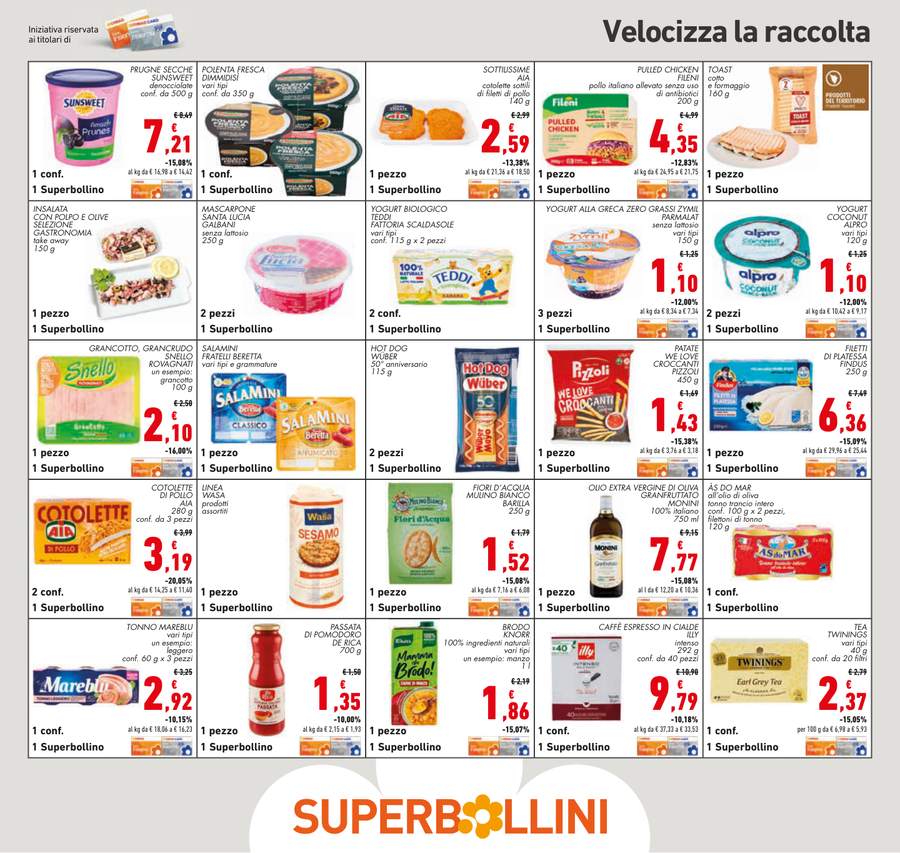 Iniziativa riservata
ai titolari di
Velocizza la raccolta
PRUGNE SECCHE
SUNSWEET
denocciolate
conf. da 500 g
€ 8,49
€
7,21
-15,08%
al kg da € 16,98 a € 14,42
1 conf.
1 Superbollino
POLENTA FRESCA
DIMMIDISÌ
vari tipi
conf. da 350 g
1 conf.
1 Superbollino
SOTTILISSIME
AIA
cotolette sottili
di filetti di pollo
140 g
€ 2,99
€
2,59
-13,38%
al kg da € 21,36 a € 18,50
1 pezzo
1 Superbollino
PULLED CHICKEN
FILENI
pollo italiano allevato senza uso
di antibiotici
200 g
€ 4,99
€
4,35
-12,83%
al kg da € 24,95 a € 21,75
1 pezzo
1 Superbollino
TOAST
cotto
e formaggio
160 g
PRODOTTI
DEL TERRITORIO
1 pezzo
1 Superbollino
INSALATA
CON POLPO E OLIVE
SELEZIONE
GASTRONOMIA
take away
150 g
1 pezzo
1 Superbollino
MASCARPONE
SANTA LUCIA
GALBANI
senza lattosio
250 g
2 pezzi
1 Superbollino
YOGURT BIOLOGICO
TEDDI
FATTORIA SCALDASOLE
vari tipi
conf. 115 g x 2 pezzi
2 conf.
1 Superbollino
YOGURT ALLA GRECA ZERO GRASSI ZYMIL
PARMALAT
senza lattosio
vari tipi
150 g
€ 1,25
€
1,10
-12,00%
al kg da € 8,34 a € 7,34
3 pezzi
1 Superbollino
YOGURT
COCONUT
ALPRO
vari tipi
120 g
€ 1,25
€
1,10
-12,00%
al kg da € 10,42 a € 9,17
2 pezzi
1 Superbollino
GRANCOTTO, GRANCRUDO
SNELLO
ROVAGNATI
un esempio:
grancotto
100 g
€ 2,50
€
2,10
-16,00%
1 pezzo
1 Superbollino
SALAMINI
FRATELLI BERETTA
vari tipi e grammature
1 pezzo
1 Superbollino
HOT DOG
WÜBER
50° anniversario
115 g
2 pezzi
1 Superbollino
PATATE
WE LOVE
CROCCANTI
PIZZOLI
450 g
€ 1,69
€
1,43
-15,38%
al kg da € 3,76 a € 3,18
1 pezzo
1 Superbollino
FILETTI
DI PLATESSA
FINDUS
250 g
€ 7,49
€
6,36
-15,09%
al kg da € 29,96 a € 25,44
1 pezzo
1 Superbollino
COTOLETTE
DI POLLO
AIA
280 g
conf. da 3 pezzi
€ 3,99
€
3,19
-20,05%
al kg da € 14,25 a € 11,40
2 conf.
1 Superbollino
LINEA
WASA
prodotti
assortiti
1 pezzo
1 Superbollino
FIORI D'ACQUA
MULINO BIANCO
BARILLA
250 g
€ 1,79
€
1,52
-15,08%
al kg da € 7,16 a € 6,08
1 pezzo
1 Superbollino
OLIO EXTRA VERGINE DI OLIVA
GRANFRUTTATO
MONINI
100% italiano
750 ml
€ 9,15
€
7,77
-15,08%
al l da € 12,20 a € 10,36
1 pezzo
1 Superbollino
ÀS DO MAR
all'olio di oliva
tonno trancio intero
conf. 100 g x 2 pezzi,
filettoni di tonno
120 g
1 conf.
1 Superbollino
TONNO MAREBLU
vari tipi
un esempio:
leggero
conf. 60 g x 3 pezzi
€ 3,25
€
2,92
-10,15%
al kg da € 18,06 a € 16,23
1 conf.
1 Superbollino
PASSATA
DI POMODORO
DE RICA
700 g
€ 1,50
€
1,35
-10,00%
al kg da € 2,15 a € 1,93
1 pezzo
1 Superbollino
BRODO
KNORR
100% ingredienti naturali
vari tipi
un esempio: manzo
1 l
€ 2,19
€
1,86
-15,07%
1 pezzo
1 Superbollino
CAFFÈ ESPRESSO IN CIALDE
ILLY
intenso
292 g
conf. da 40 pezzi
€ 10,90
€
9,79
-10,18%
al kg da € 37,33 a € 33,53
1 conf.
1 Superbollino
TEA
TWININGS
vari tipi
40 g
conf. da 20 filtri
€ 2,79
€
2,37
-15,05%
per 100 g da € 6,98 a € 5,93
1 conf.
1 Superbollino
SUPERBOLLINI